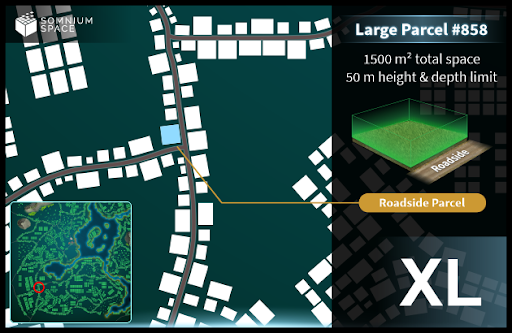 SOMNIUM
SPACE
Large Parcel #858
1500 m² total space
50 m height & depth limit
Roadside
Roadside Parcel
XL